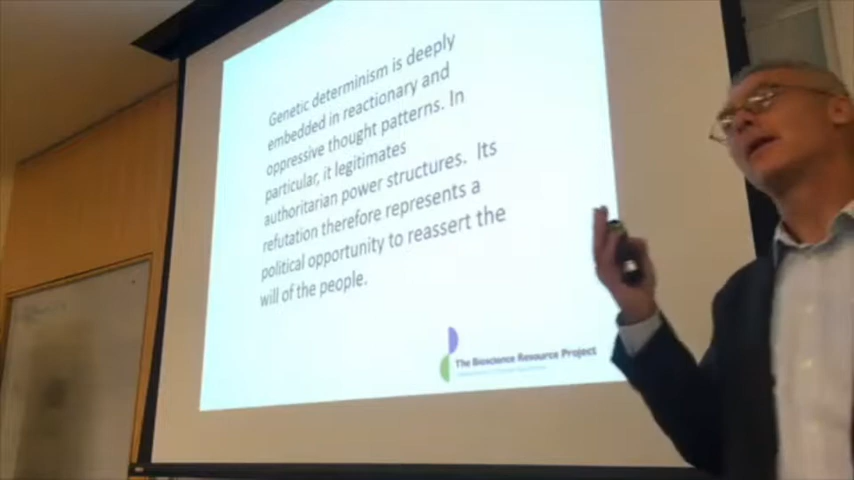 Genetic determinism is deeply
embedded in reactionary and
oppressive thought patterns. In
particular, it legitimates
authoritarian power structures. Its
refutation therefore represents a
political opportunity to reassert the
will of the people.
The Bioscience Resource Project